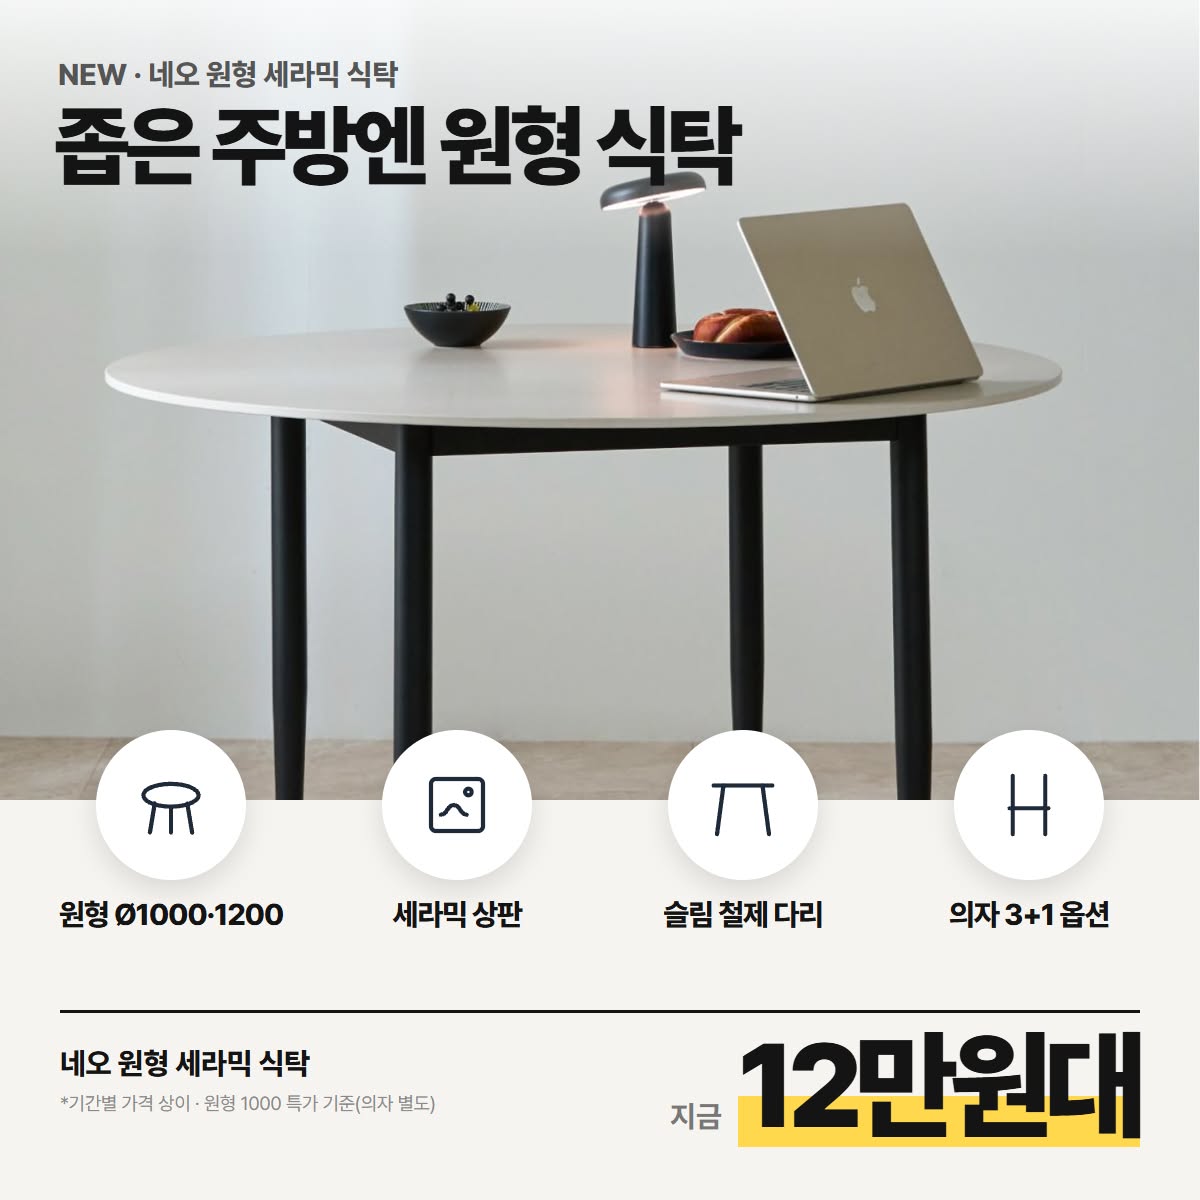 NEW · 네오 원형 세라믹 식탁
좁은 주방엔 원형 식탁
원형 Ø1000·1200
세라믹 상판
슬림 철제 다리
의자 3+1 옵션
네오 원형 세라믹 식탁
*기간별 가격 상이 · 원형 1000 특가 기준(의자 별도)
지금 12만원대